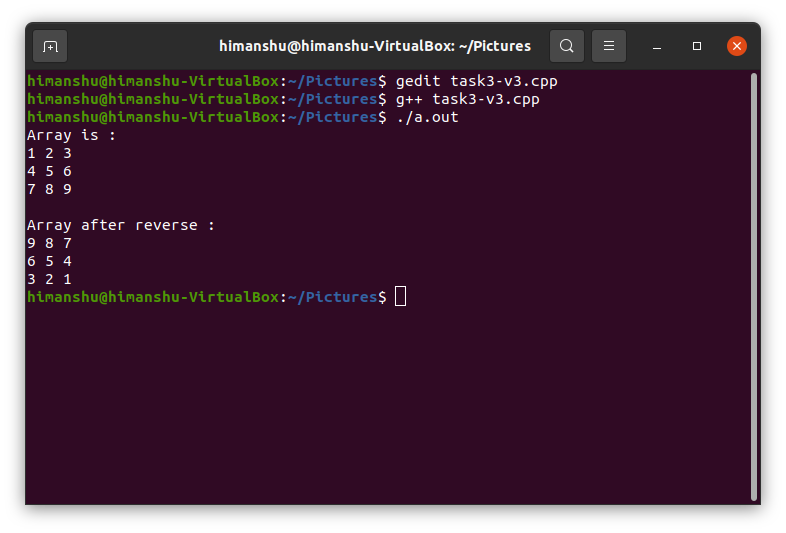 himanshu@himanshu-VirtualBox: ~/Pictures
himanshu@himanshu-VirtualBox:~/Pictures$ gedit task3-v3.cpp
himanshu@himanshu-VirtualBox:~/Pictures$ g++ task3-v3.cpp
himanshu@himanshu-VirtualBox:~/Pictures$ ./a.out
Array is :
1 2 3
4 5 6
7 8 9

Array after reverse :
9 8 7
6 5 4
3 2 1
himanshu@himanshu-VirtualBox:~/Pictures$